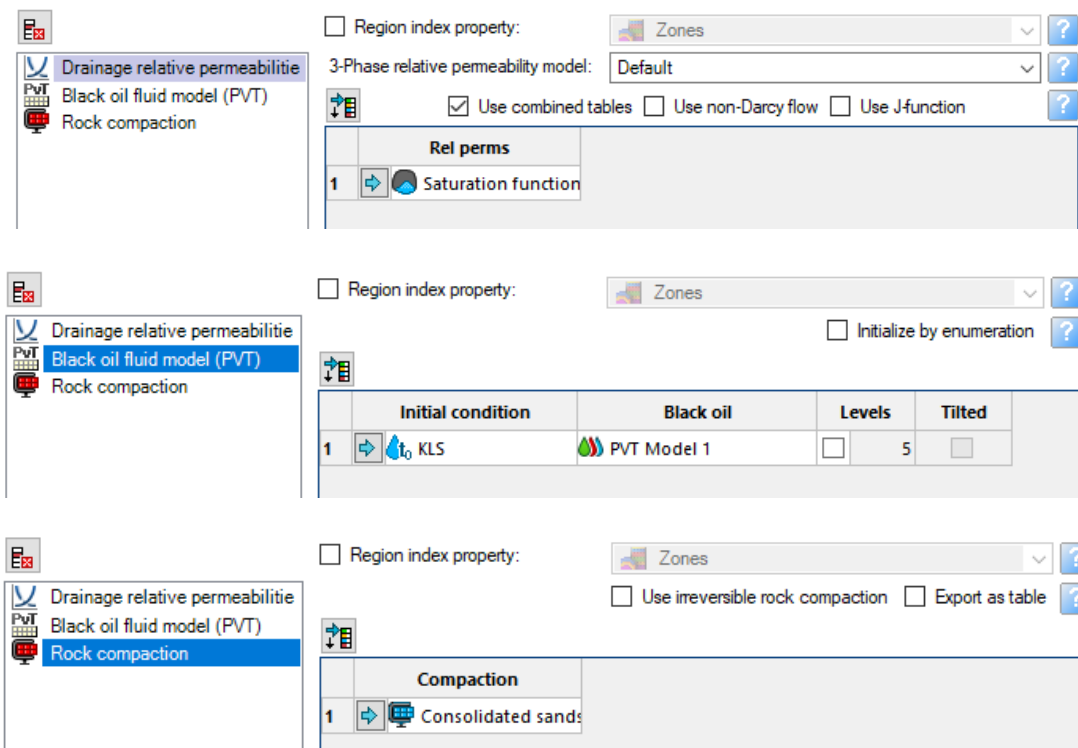 Region index property: Zones ?
Drainage relative permeabilitie
PvT Black oil fluid model (PVT)
Rock compaction
3-Phase relative permeability model: Default ?
Use combined tables Use non-Darcy flow Use J-function ?
Rel perms
1 Saturation function
Region index property: Zones ?
Drainage relative permeabilitie
PvT Black oil fluid model (PVT)
Rock compaction
Initialize by enumeration ?
Initial condition Black oil Levels Tilted
1 t0 KLS PVT Model 1 5
Region index property: Zones ?
Drainage relative permeabilitie
PvT Black oil fluid model (PVT)
Rock compaction
Use irreversible rock compaction Export as table ?
Compaction
1 Consolidated sands